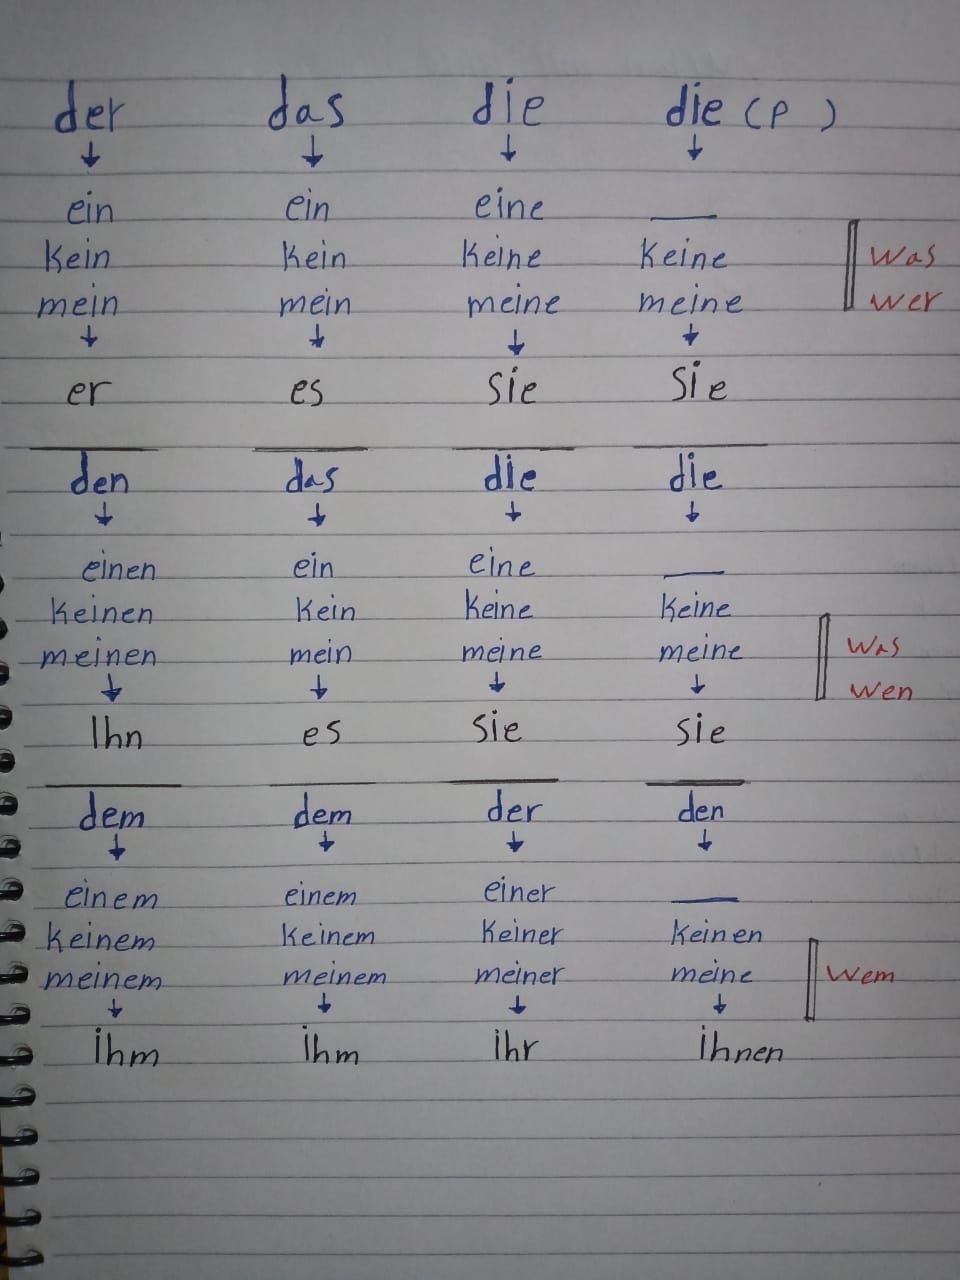 der das die die (P)
↓ ↓ ↓ ↓
ein ein eine —
kein kein keine keine was
mein mein meine meine wer
↓ ↓ ↓ ↓
er es sie sie
den das die die
↓ ↓ ↓ ↓
einen ein eine —
keinen kein keine keine
meinen mein meine meine was
↓ ↓ ↓ ↓ wen
Ihn es sie sie
dem dem der den
↓ ↓ ↓ ↓
einem einem einer —
keinem keinem keiner keinen
meinem meinem meiner meine wem
↓ ↓ ↓ ↓
ihm ihm ihr ihnen